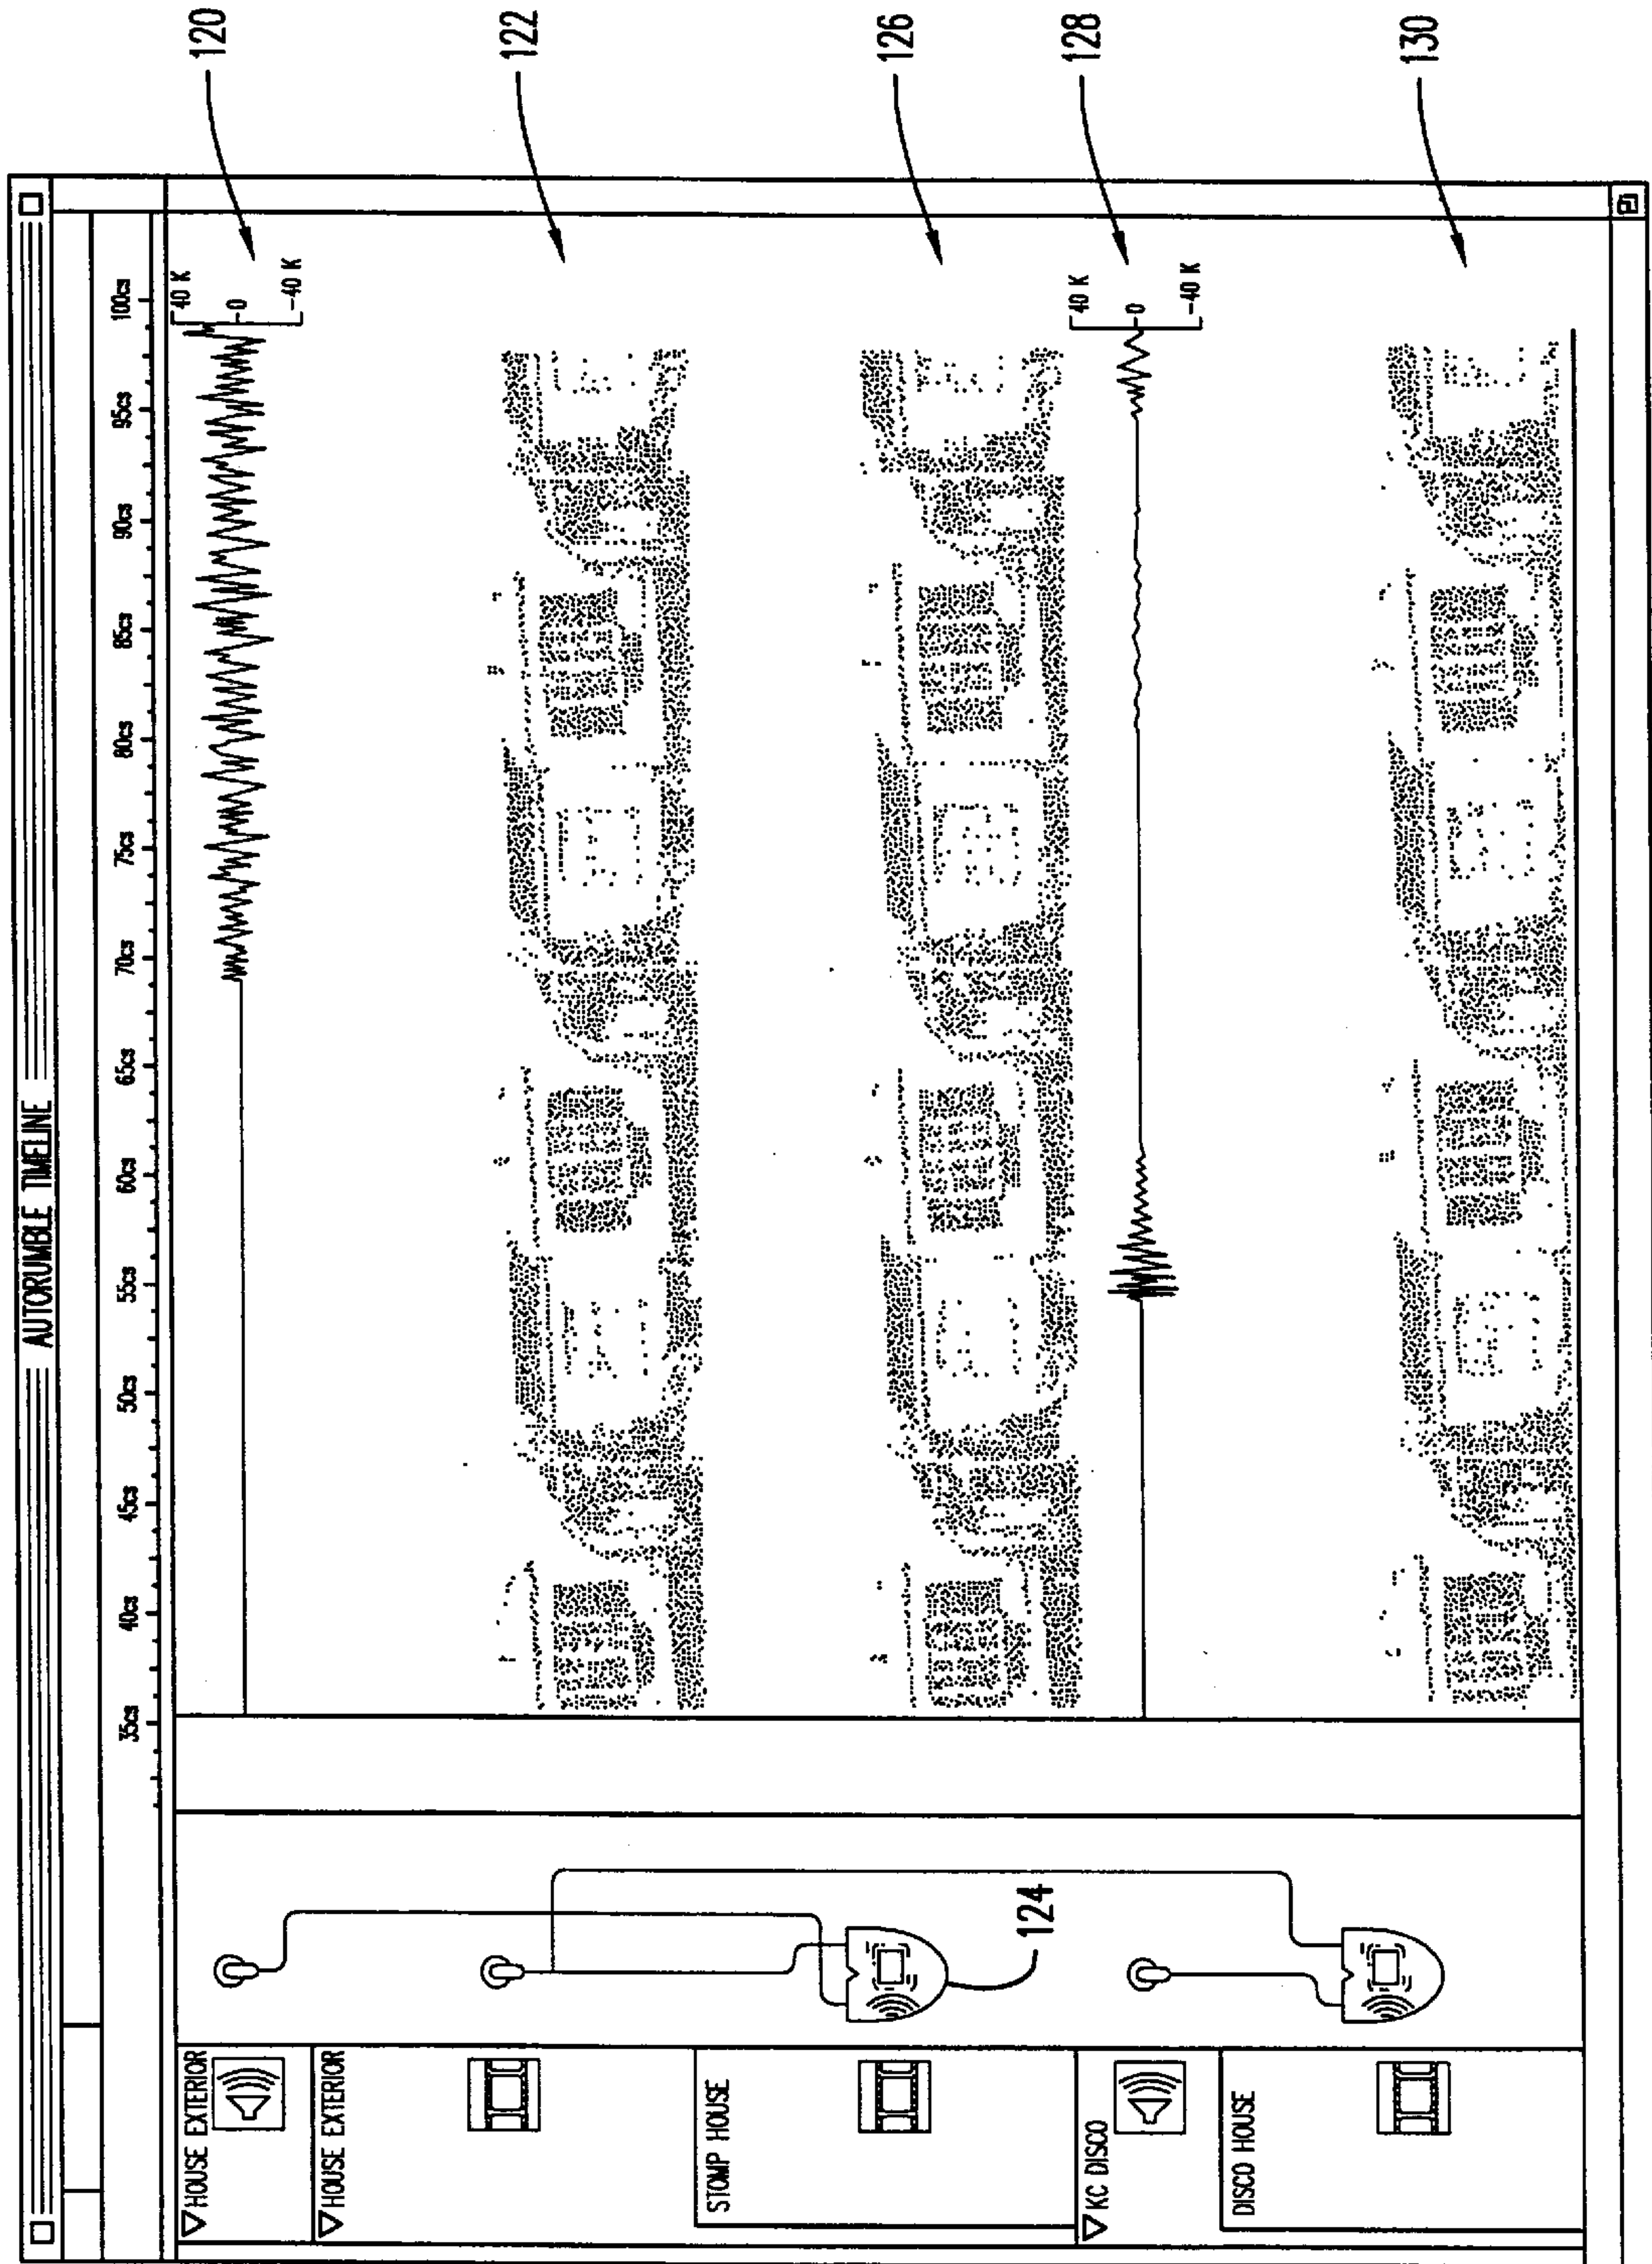 AUTORUMBLE TIMELINE
35cs 40cs 45cs 50cs 55cs 60cs 65cs 70cs 75cs 80cs 85cs 90cs 95cs 100cs
HOUSE EXTERIOR
40 K
0
-40 K
120
HOUSE EXTERIOR
122
STOMP HOUSE
124
126
KC DISCO
40 K
0
-40 K
128
DISCO HOUSE
130